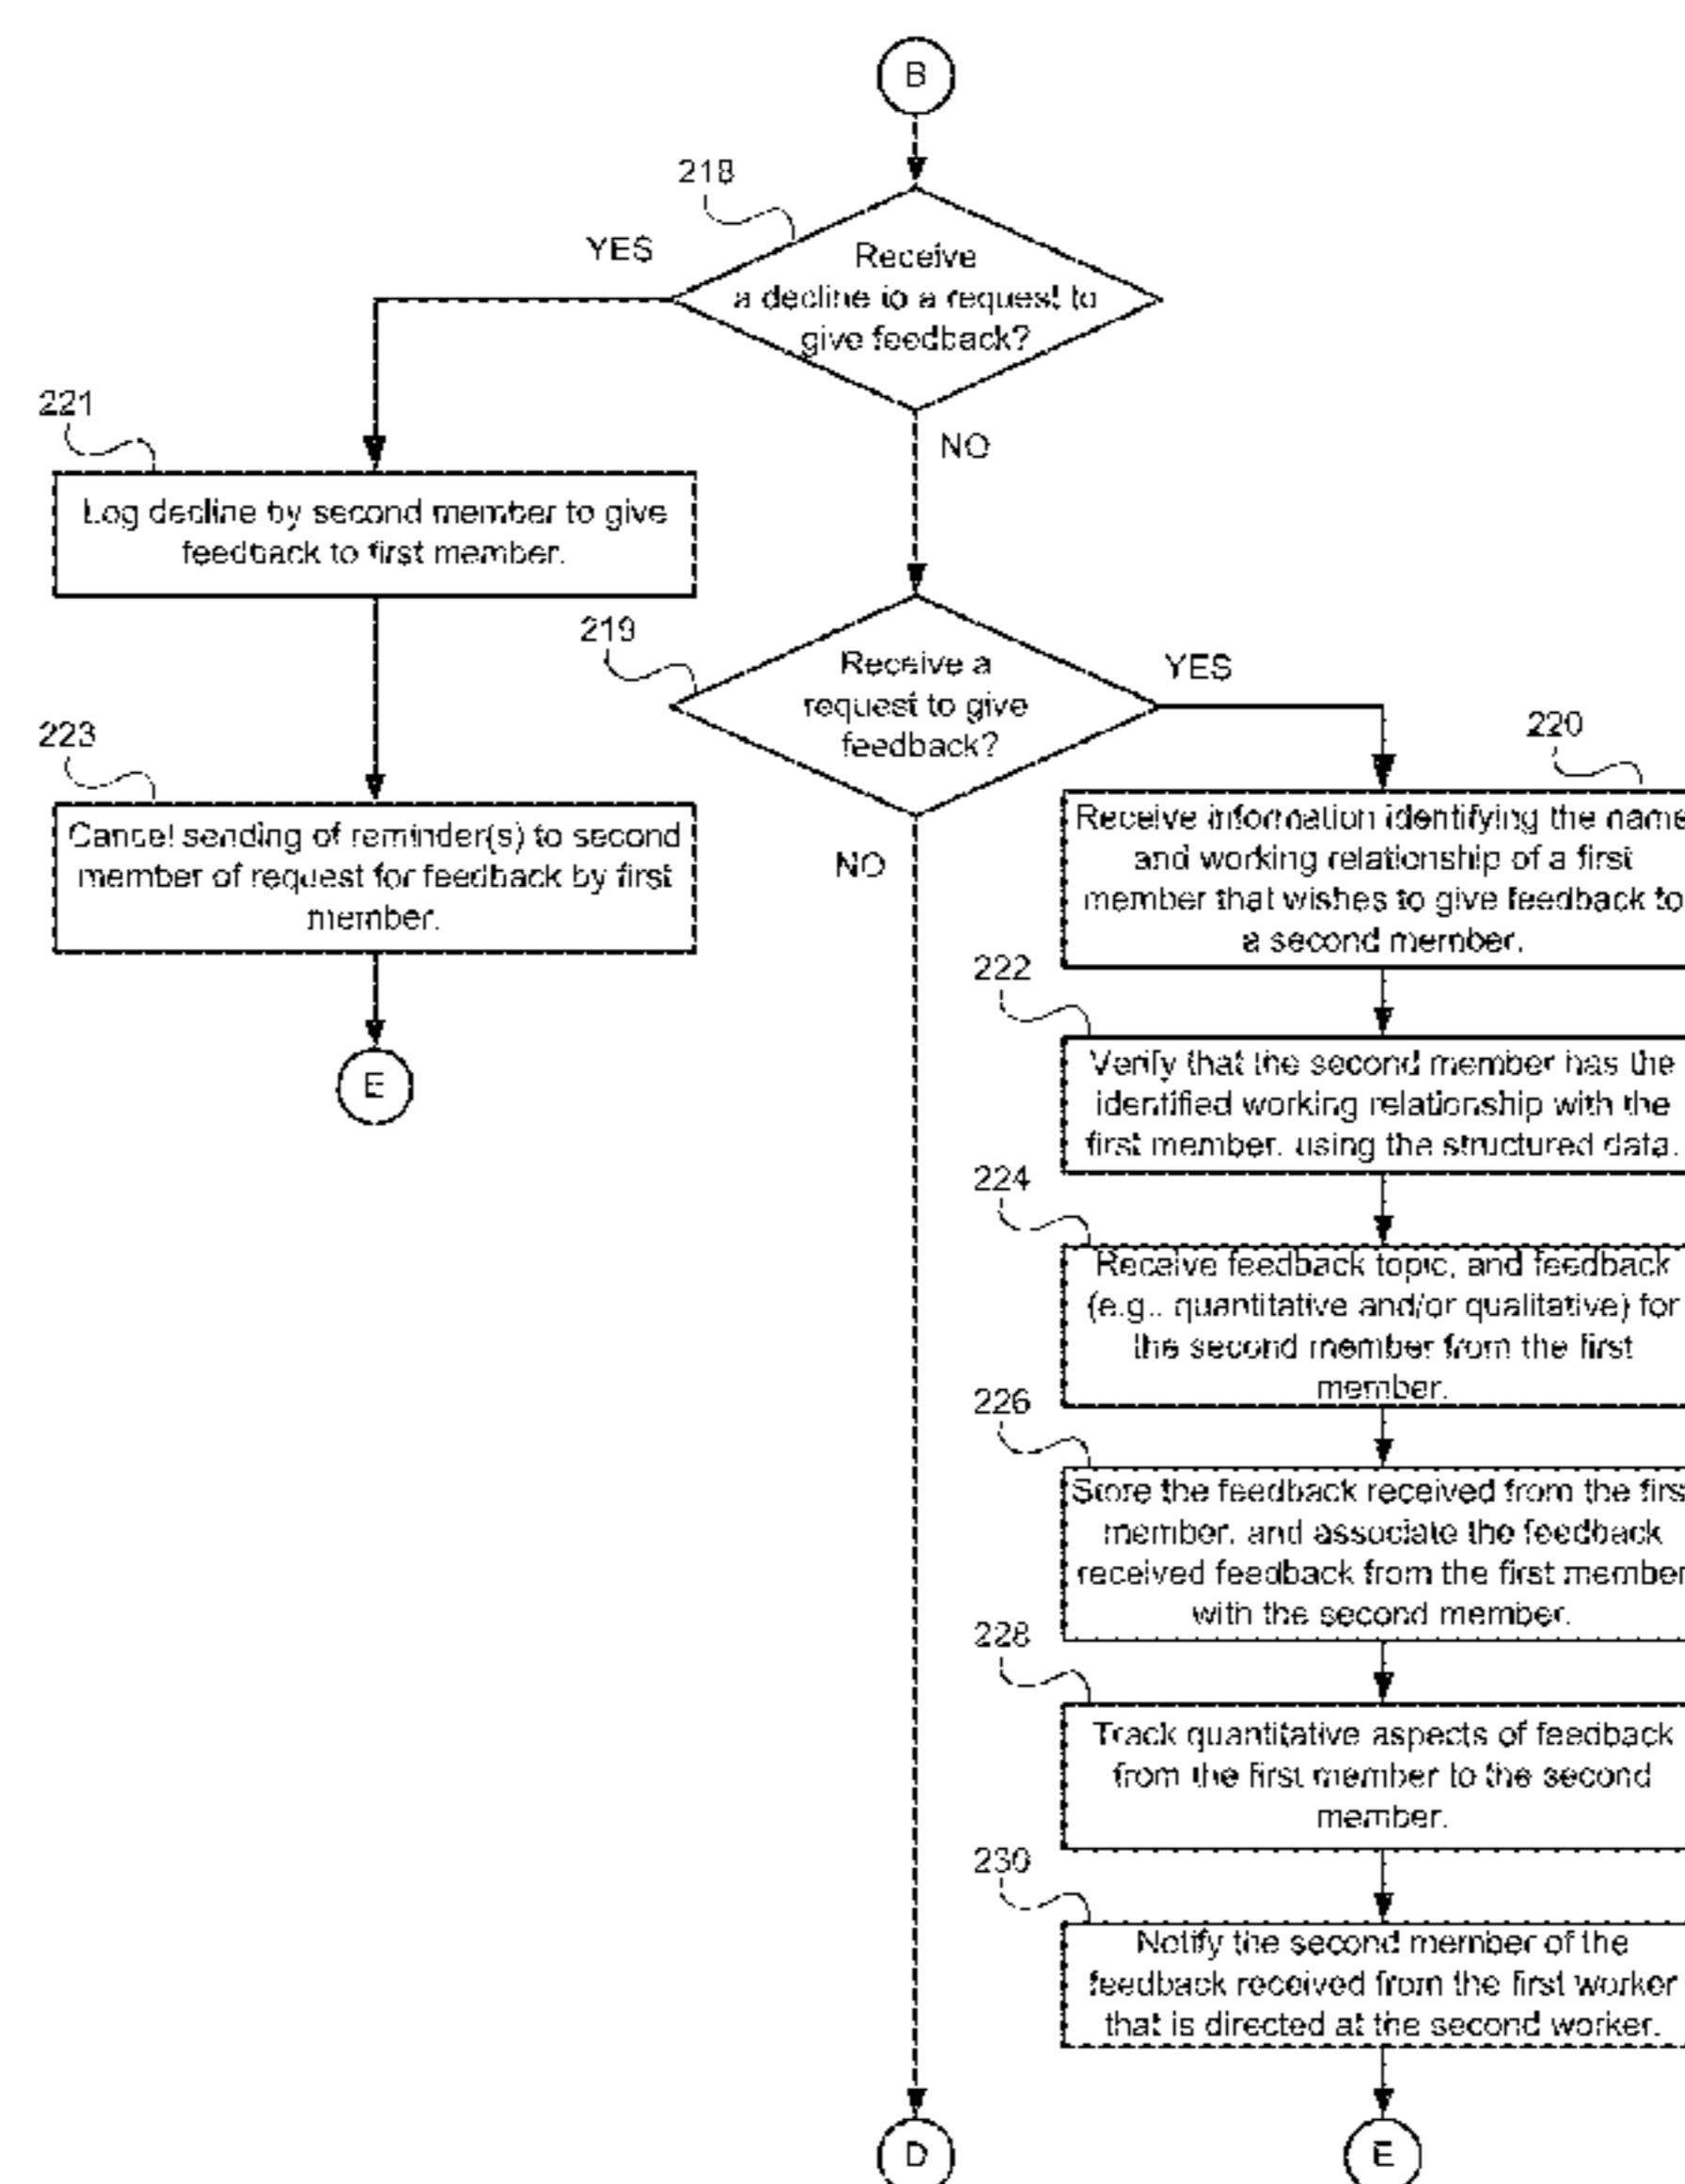 B
218
YES
Receive
a decline to a request to
give feedback?
221
NO
Log decline by second member to give
feedback to first member.
219
Receive a
request to give
feedback?
YES
223
220
Cancel sending of reminder(s) to second
member of request for feedback by first
member.
NO
Receive information identifying the name
and working relationship of a first
member that wishes to give feedback to
a second member.
222
E
Verify that the second member has the
identified working relationship with the
first member, using the structured data.
224
Receive feedback topic, and feedback
(e.g., quantitative and/or qualitative) for
the second member from the first
member.
226
Store the feedback received from the firs
member, and associate the feedback
received feedback from the first member
with the second member.
228
Track quantitative aspects of feedback
from the first member to the second
member.
230
Notify the second member of the
feedback received from the first worker
that is directed at the second worker.
D
E